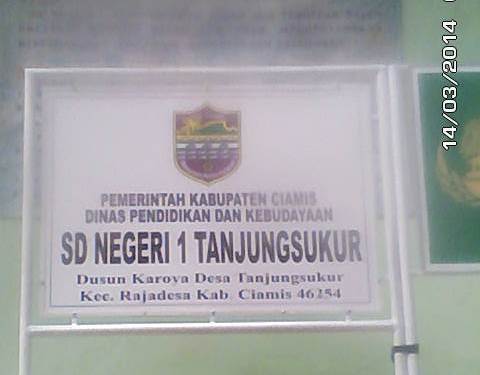 PEMERINTAH KABUPATEN CIAMIS
DINAS PENDIDIKAN DAN KEBUDAYAAN
SD NEGERI 1 TANJUNGSUKUR
Dusun Karoya Desa Tanjungsukur
Kec. Rajadesa Kab. Ciamis 46254
14/03/2014